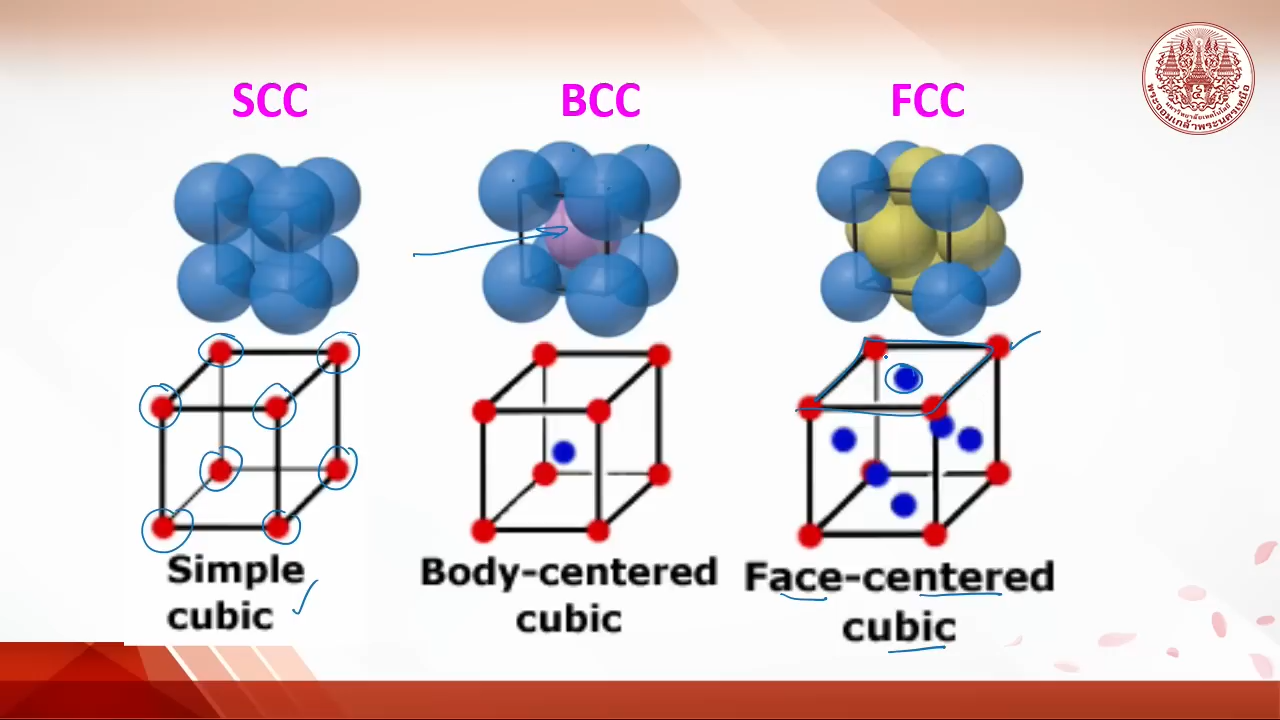 SCC
BCC
FCC
Simple
cubic
Body-centered
cubic
Face-centered
cubic